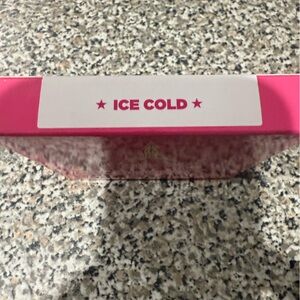 ★ ICE COLD ★